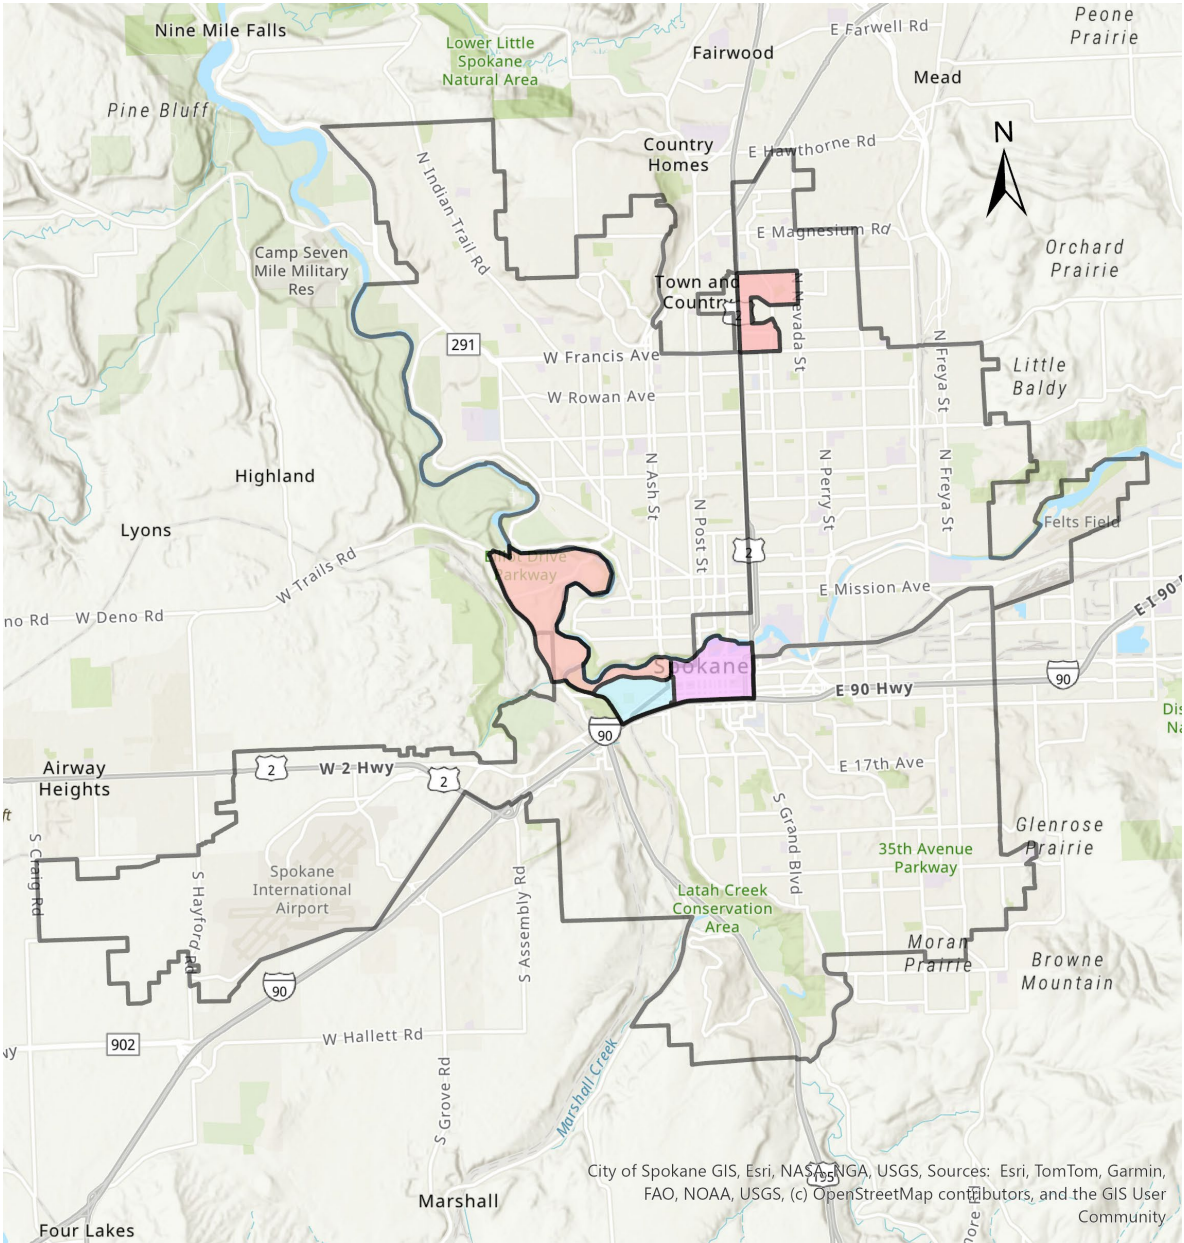 Nine Mile Falls
Lower Little
Spokane
Natural Area
Fairwood
E Farwell Rd
Peone
Prairie
Mead
Pine Bluff
N
Country
Homes
E Hawthorne Rd
N Indian Trail Rd
E Magnesium Rd
Orchard
Prairie
Camp Seven
Mile Military
Res
Town and
Country
2
N Nevada St
291
W Francis Ave
N Freya St
Little
Baldy
W Rowan Ave
Highland
N Ash St
N Post St
N Perry St
N Freya St
Lyons
Felts Field
2
Parkway
W Trails Rd
E Mission Ave
E I 90
no Rd
W Deno Rd
Spokane
90
E 90 Hwy
90
Airway
Heights
2
W 2 Hwy
2
E 17th Ave
ft
S Craig Rd
S Grand Blvd
Glenrose
Prairie
35th Avenue
Parkway
Spokane
International
Airport
S Hayford Rd
S Assembly Rd
Latah Creek
Conservation
Area
Moran
Prairie
Browne
Mountain
90
902
W Hallett Rd
S Grove Rd
Marshall Creek
195
Marshall
Four Lakes
City of Spokane GIS, Esri, NASA, NGA, USGS, Sources: Esri, TomTom, Garmin,
FAO, NOAA, USGS, (c) OpenStreetMap contributors, and the GIS User
Community